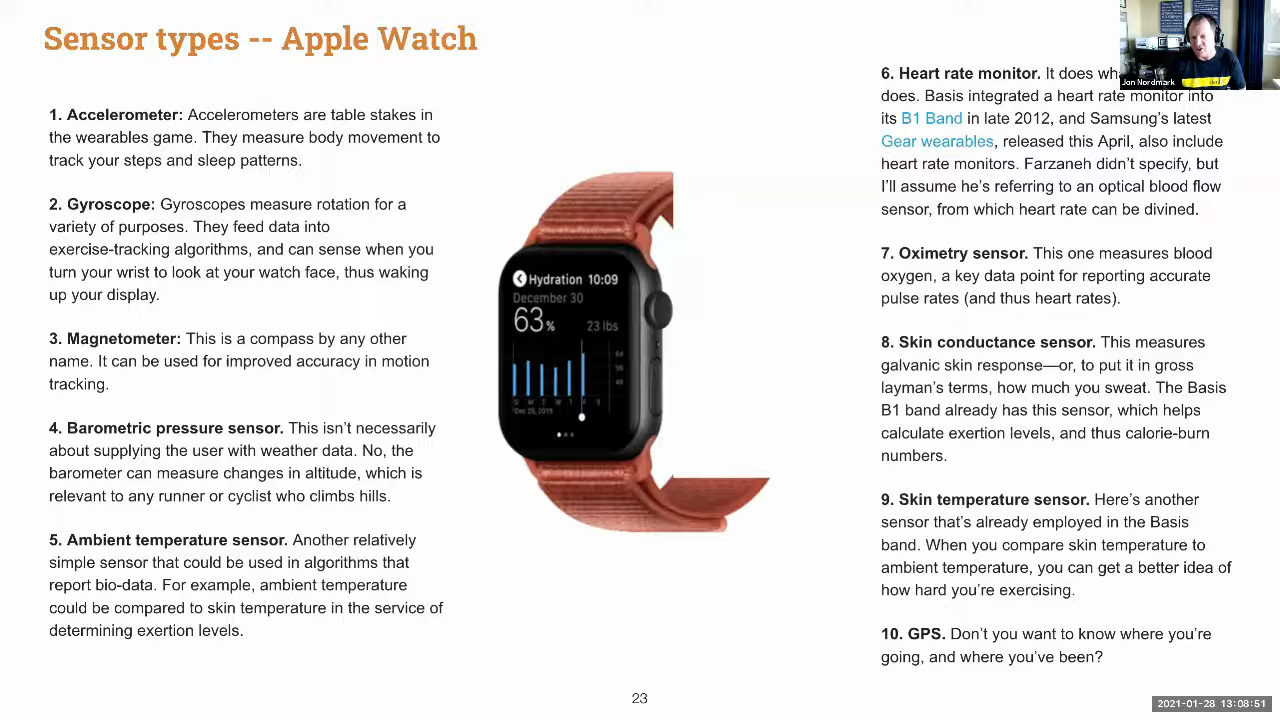 Sensor types -- Apple Watch
1. Accelerometer: Accelerometers are table stakes in
the wearables game. They measure body movement to
track your steps and sleep patterns.
2. Gyroscope: Gyroscopes measure rotation for a
variety of purposes. They feed data into
exercise-tracking algorithms, and can sense when you
turn your wrist to look at your watch face, thus waking
up your display.
3. Magnetometer: This is a compass by any other
name. It can be used for improved accuracy in motion
tracking.
4. Barometric pressure sensor. This isn’t necessarily
about supplying the user with weather data. No, the
barometer can measure changes in altitude, which is
relevant to any runner or cyclist who climbs hills.
5. Ambient temperature sensor. Another relatively
simple sensor that could be used in algorithms that
report bio-data. For example, ambient temperature
could be compared to skin temperature in the service of
determining exertion levels.
Hydration 10:09
December 30
63% 23 lbs
Dec 25, 2019
6. Heart rate monitor. It does
does. Basis integrated a heart rate monitor into
its B1 Band in late 2012, and Samsung’s latest
Gear wearables, released this April, also include
heart rate monitors. Farzaneh didn’t specify, but
I’ll assume he’s referring to an optical blood flow
sensor, from which heart rate can be divined.
7. Oximetry sensor. This one measures blood
oxygen, a key data point for reporting accurate
pulse rates (and thus heart rates).
8. Skin conductance sensor. This measures
galvanic skin response—or, to put it in gross
layman’s terms, how much you sweat. The Basis
B1 band already has this sensor, which helps
calculate exertion levels, and thus calorie-burn
numbers.
9. Skin temperature sensor. Here’s another
sensor that’s already employed in the Basis
band. When you compare skin temperature to
ambient temperature, you can get a better idea of
how hard you’re exercising.
10. GPS. Don’t you want to know where you’re
going, and where you’ve been?
Jon Nordmark
23
2021-01-28 13:08:51